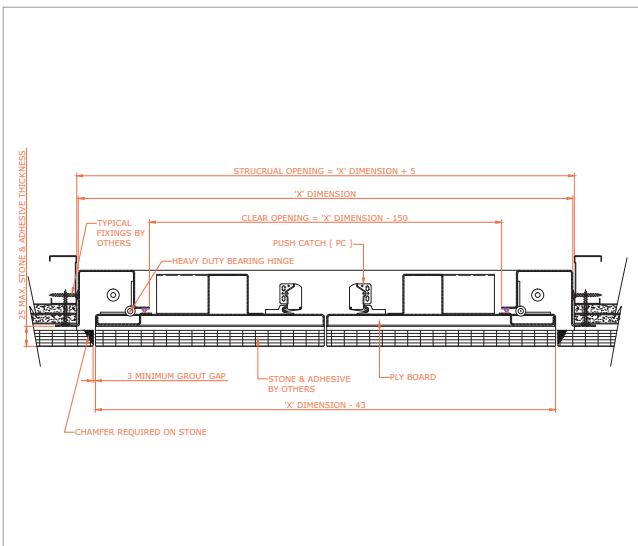 STRUCRUAL OPENING = 'X' DIMENSION + 5
'X' DIMENSION
CLEAR OPENING = 'X' DIMENSION - 150
TYPICAL
FIXINGS BY
OTHERS
PUSH CATCH [ PC ]
HEAVY DUTY BEARING HINGE
25 MAX. STONE & ADHESIVE THICKNESS
3 MINIMUM GROUT GAP
STONE & ADHESIVE
BY OTHERS
PLY BOARD
'X' DIMENSION - 43
CHAMFER REQUIRED ON STONE